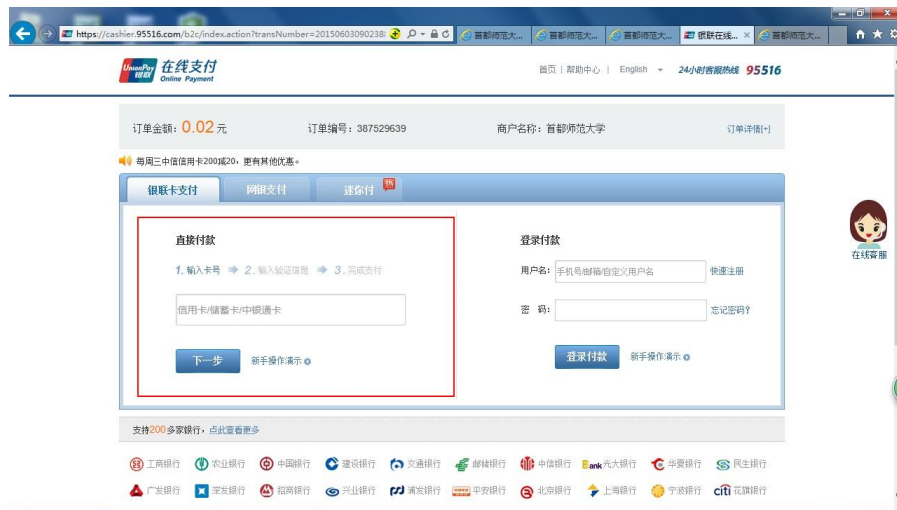 https://cashier.95516.com/b2c/index.action?transNumber=20150603090238
首都师范大...
首都师范大...
首都师范大...
银联在线...
首都师范大...
UnionPay 银联 在线支付
Online Payment
首页 | 帮助中心 | English
24小时客服热线 95516
订单金额：0.02元
订单编号：387529639
商户名称：首都师范大学
订单详情[+]
每周三中信信用卡200减20，更有其他优惠。
银联卡支付
网银支付
迷你付
热
直接付款
1.输入卡号 2.输入验证信息 3.完成支付
信用卡/储蓄卡/中银通卡
下一步
新手操作演示
登录付款
用户名：手机号/邮箱/自定义用户名
快速注册
密 码：
忘记密码?
登录付款
新手操作演示
在线客服
支持200多家银行，点此查看更多
工商银行 农业银行 中国银行 建设银行 交通银行 邮储银行 中信银行 Bank光大银行 华夏银行 民生银行
广发银行 深发银行 招商银行 兴业银行 浦发银行 平安银行 北京银行 上海银行 宁波银行 citi花旗银行